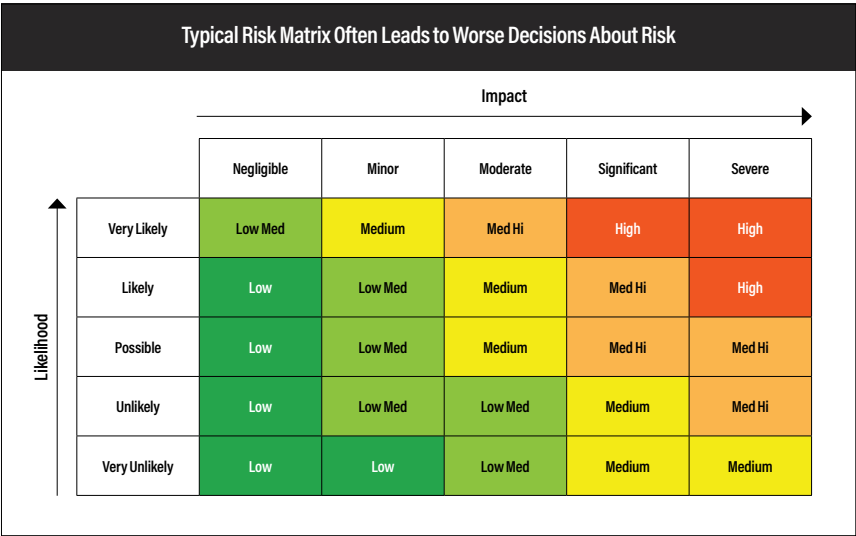 Typical Risk Matrix Often Leads to Worse Decisions About Risk
Impact
Negligible Minor Moderate Significant Severe
Very Likely Low Med Medium Med Hi High High
Likely Low Low Med Medium Med Hi High
Likelihood
Possible Low Low Med Medium Med Hi Med Hi
Unlikely Low Low Med Low Med Medium Med Hi
Very Unlikely Low Low Low Med Medium Medium